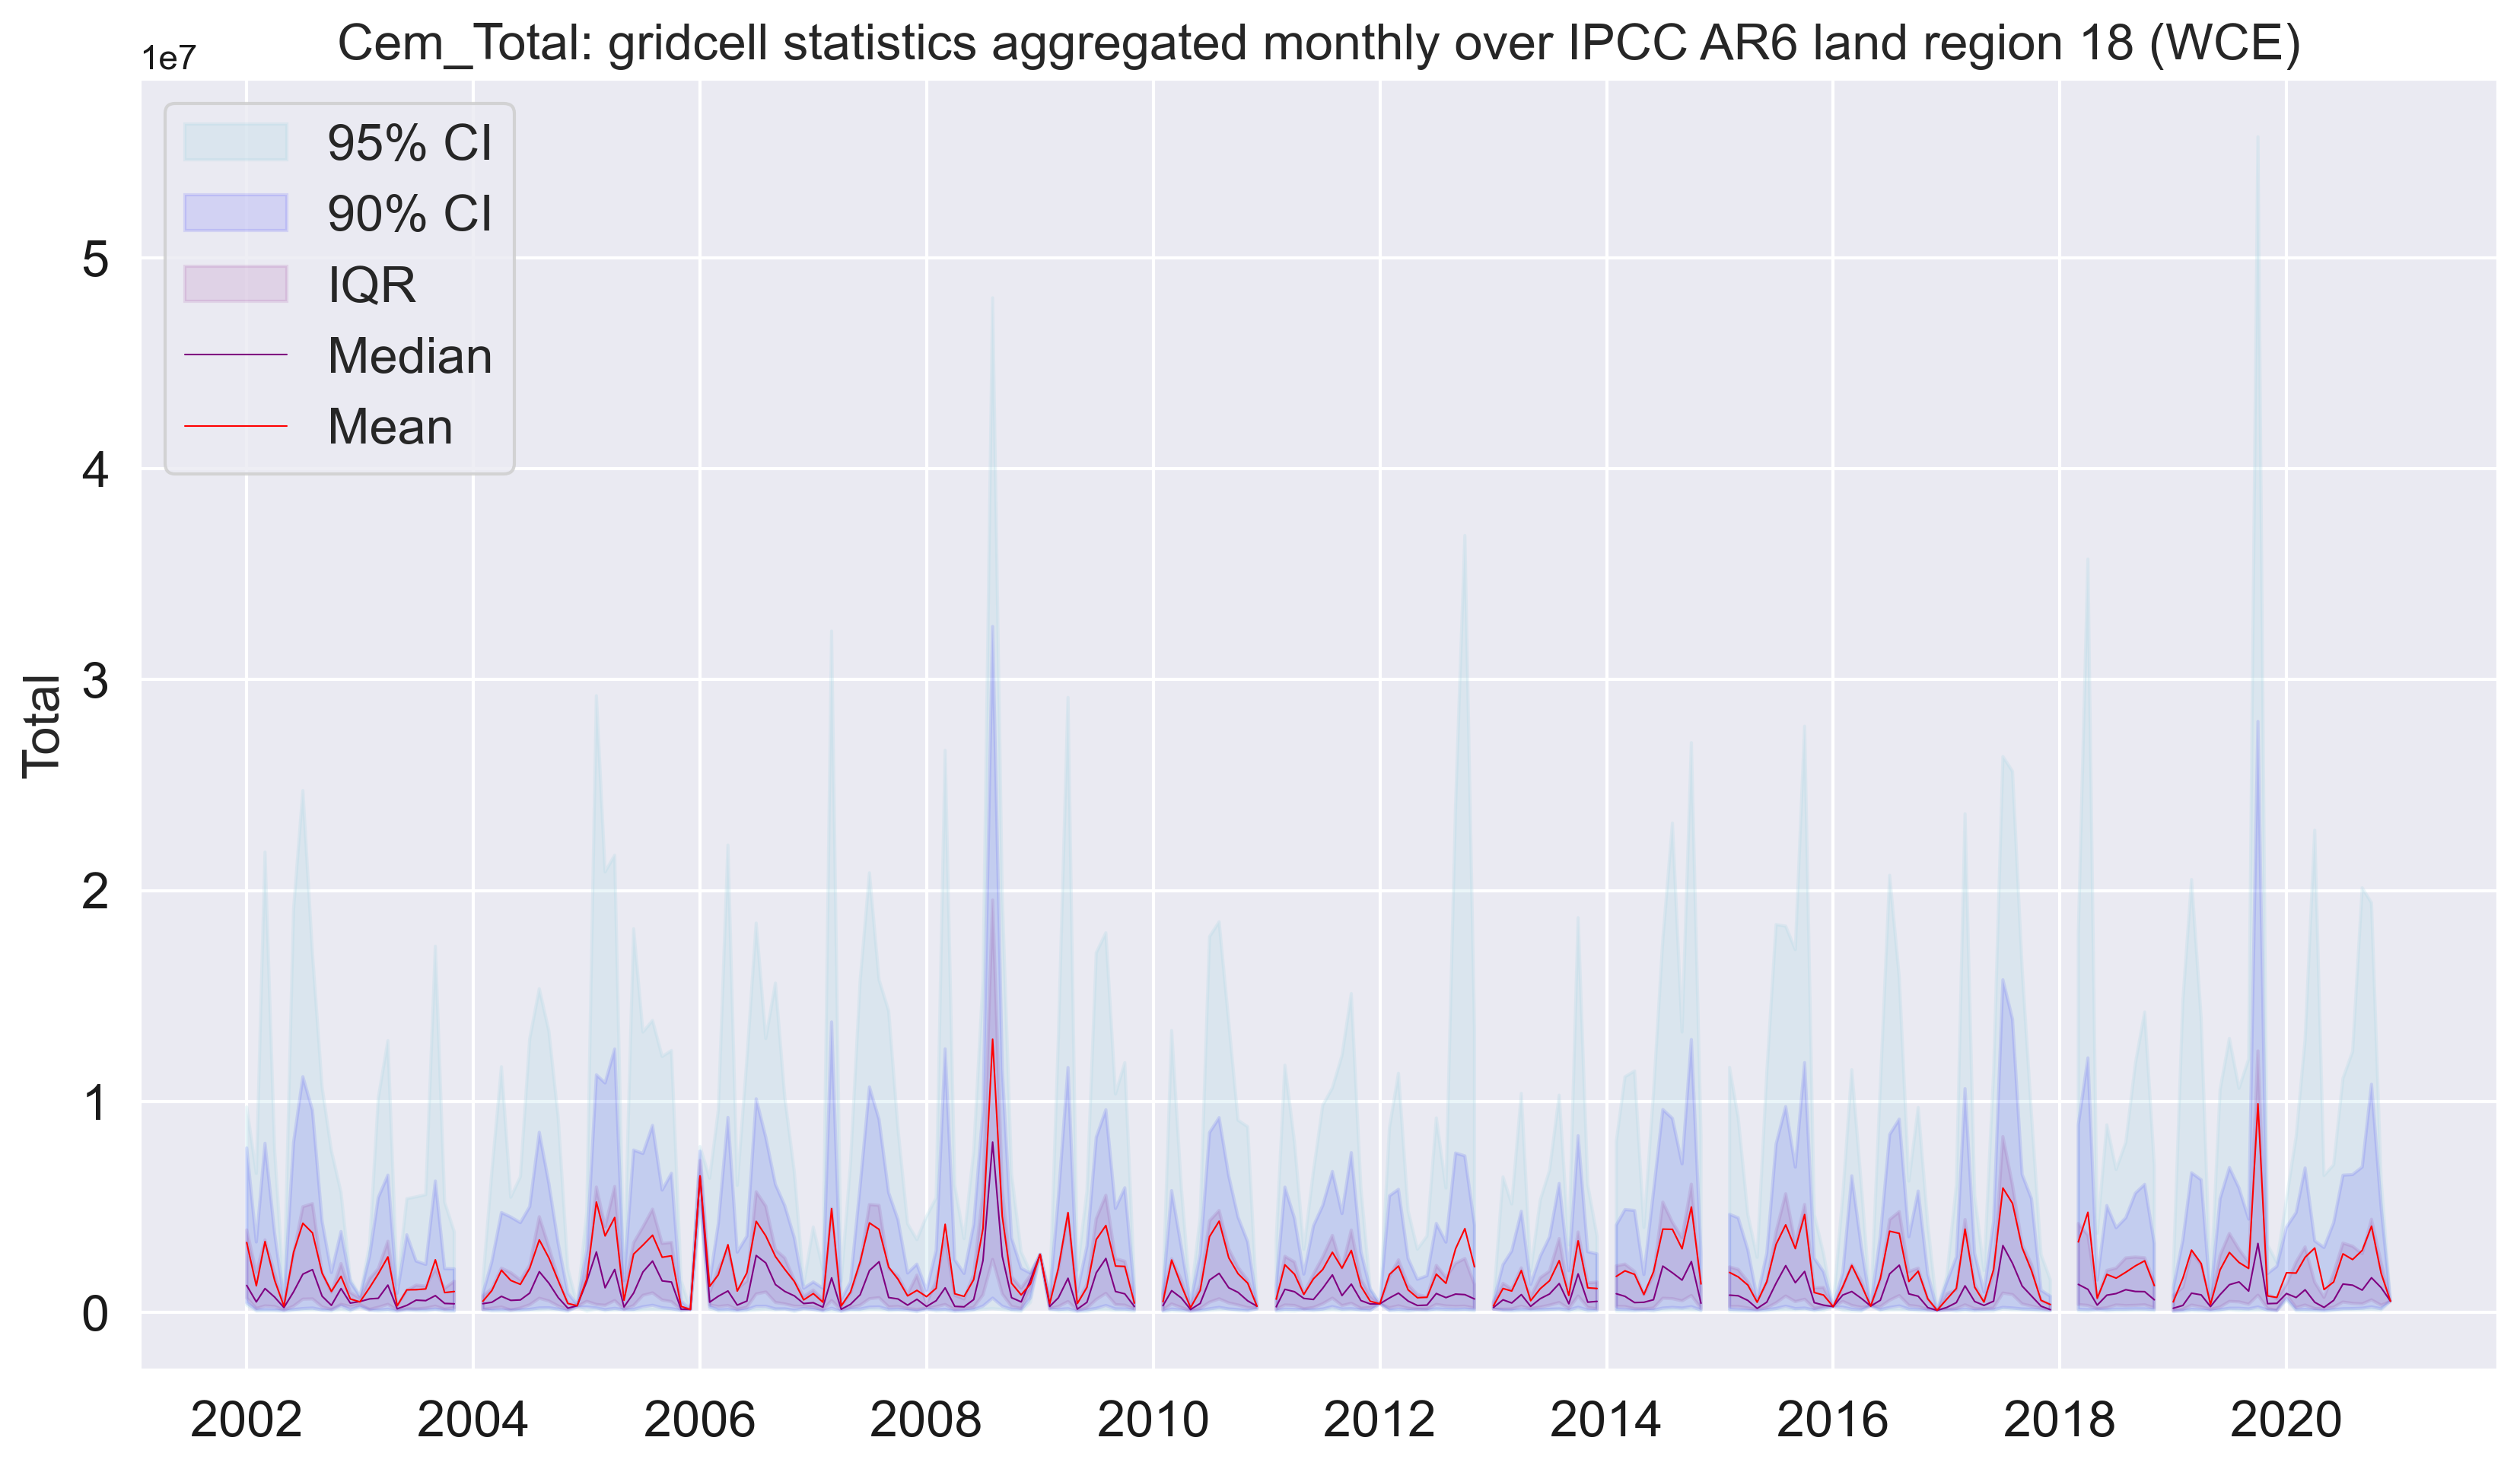 Cem_Total: gridcell statistics aggregated monthly over IPCC AR6 land region 18 (WCE)
1e7
95% CI
90% CI
IQR
Median
Mean
Total
5
4
3
2
1
0
2002 2004 2006 2008 2010 2012 2014 2016 2018 2020